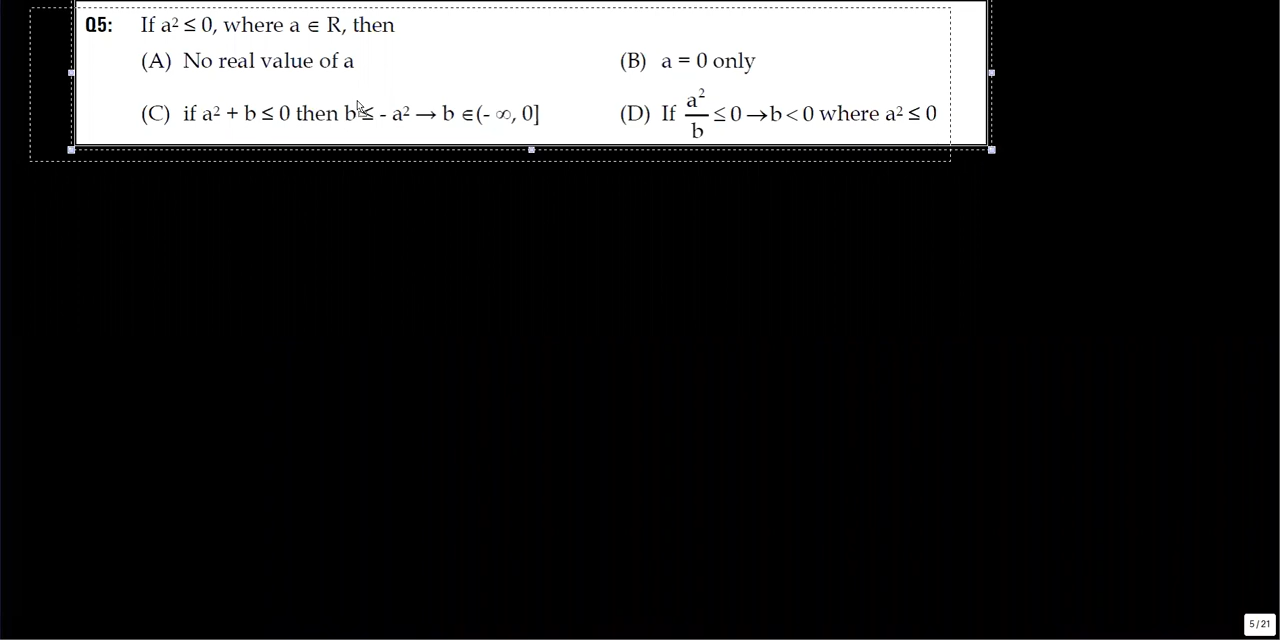 Q5: If a² ≤ 0, where a ∈ R, then
(A) No real value of a (B) a = 0 only
(C) if a² + b ≤ 0 then b ≤ - a² → b ∈(- ∞, 0] (D) If a²/b ≤ 0 →b < 0 where a² ≤ 0
5 / 21